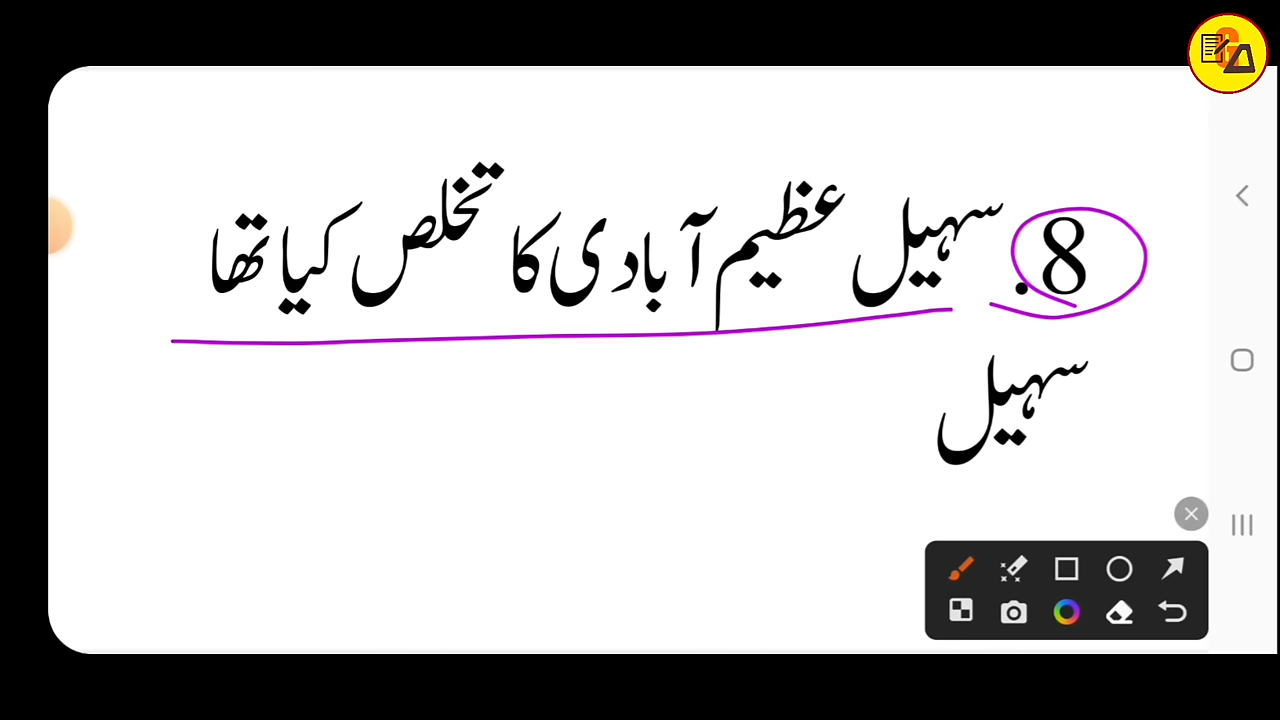 8. سہیل عظیم آبادی کا تخلص کیا تھا
سہیل